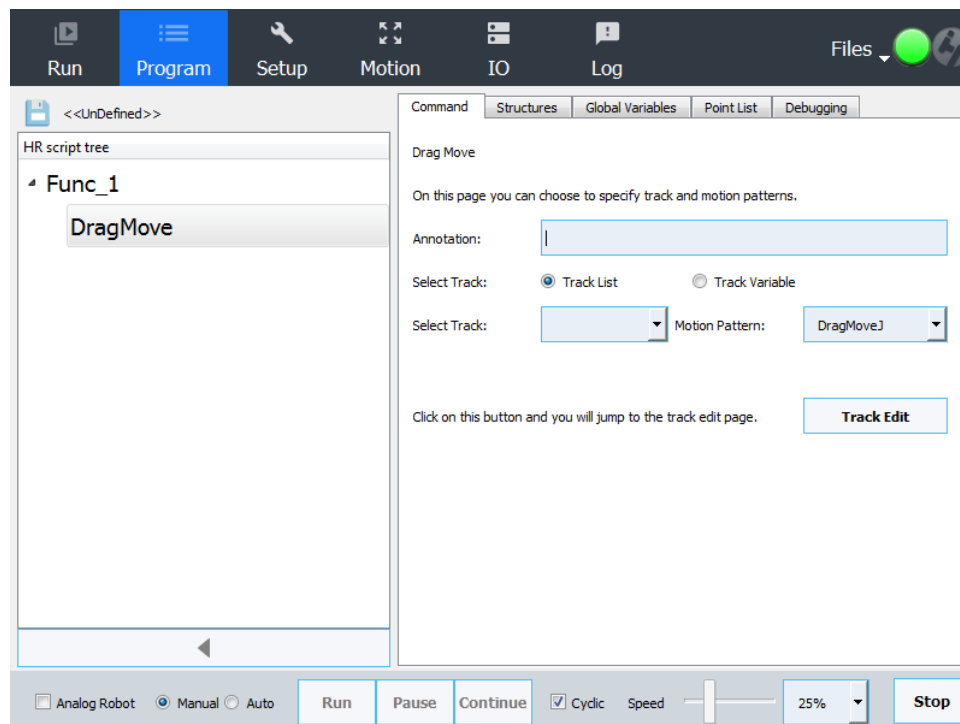 Run Program Setup Motion IO Log Files
<<UnDefined>>
Command Structures Global Variables Point List Debugging
HR script tree
Func_1
DragMove
Drag Move
On this page you can choose to specify track and motion patterns.
Annotation:
Select Track: Track List Track Variable
Select Track: Motion Pattern: DragMoveJ
Click on this button and you will jump to the track edit page. Track Edit
Analog Robot Manual Auto Run Pause Continue Cyclic Speed 25% Stop